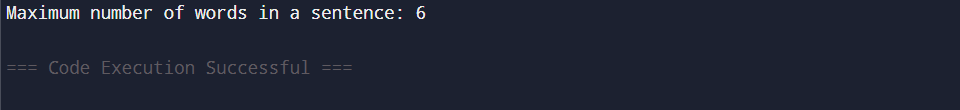 Maximum number of words in a sentence: 6
=== Code Execution Successful ===